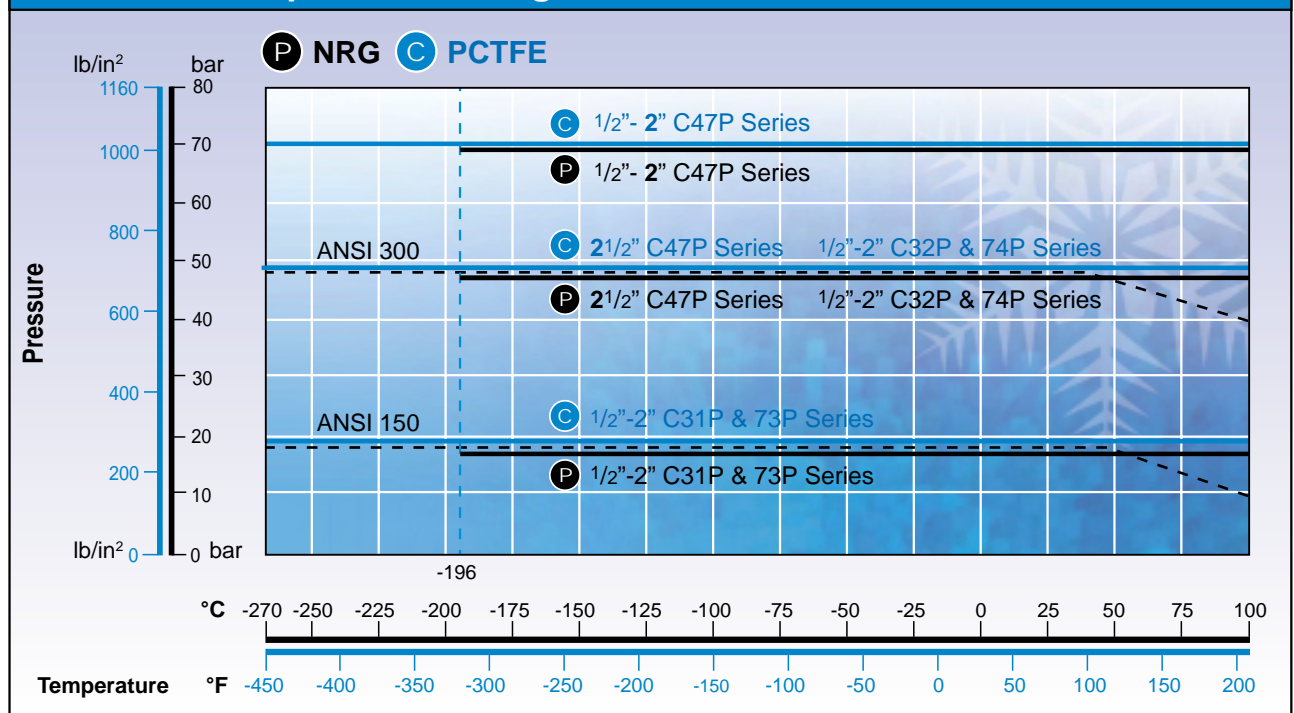 P NRG C PCTFE
lb/in² bar
1160 80
1000 70
60
800
50
600
40
30
400
20
200
10
lb/in² 0 0 bar
Pressure
C 1/2”- 2” C47P Series
P 1/2”- 2” C47P Series
ANSI 300
C 21/2” C47P Series 1/2”-2” C32P & 74P Series
P 21/2” C47P Series 1/2”-2” C32P & 74P Series
ANSI 150
C 1/2”-2” C31P & 73P Series
P 1/2”-2” C31P & 73P Series
-196
°C -270 -250 -225 -200 -175 -150 -125 -100 -75 -50 -25 0 25 50 75 100
Temperature °F -450 -400 -350 -300 -250 -200 -150 -100 -50 0 50 100 150 200